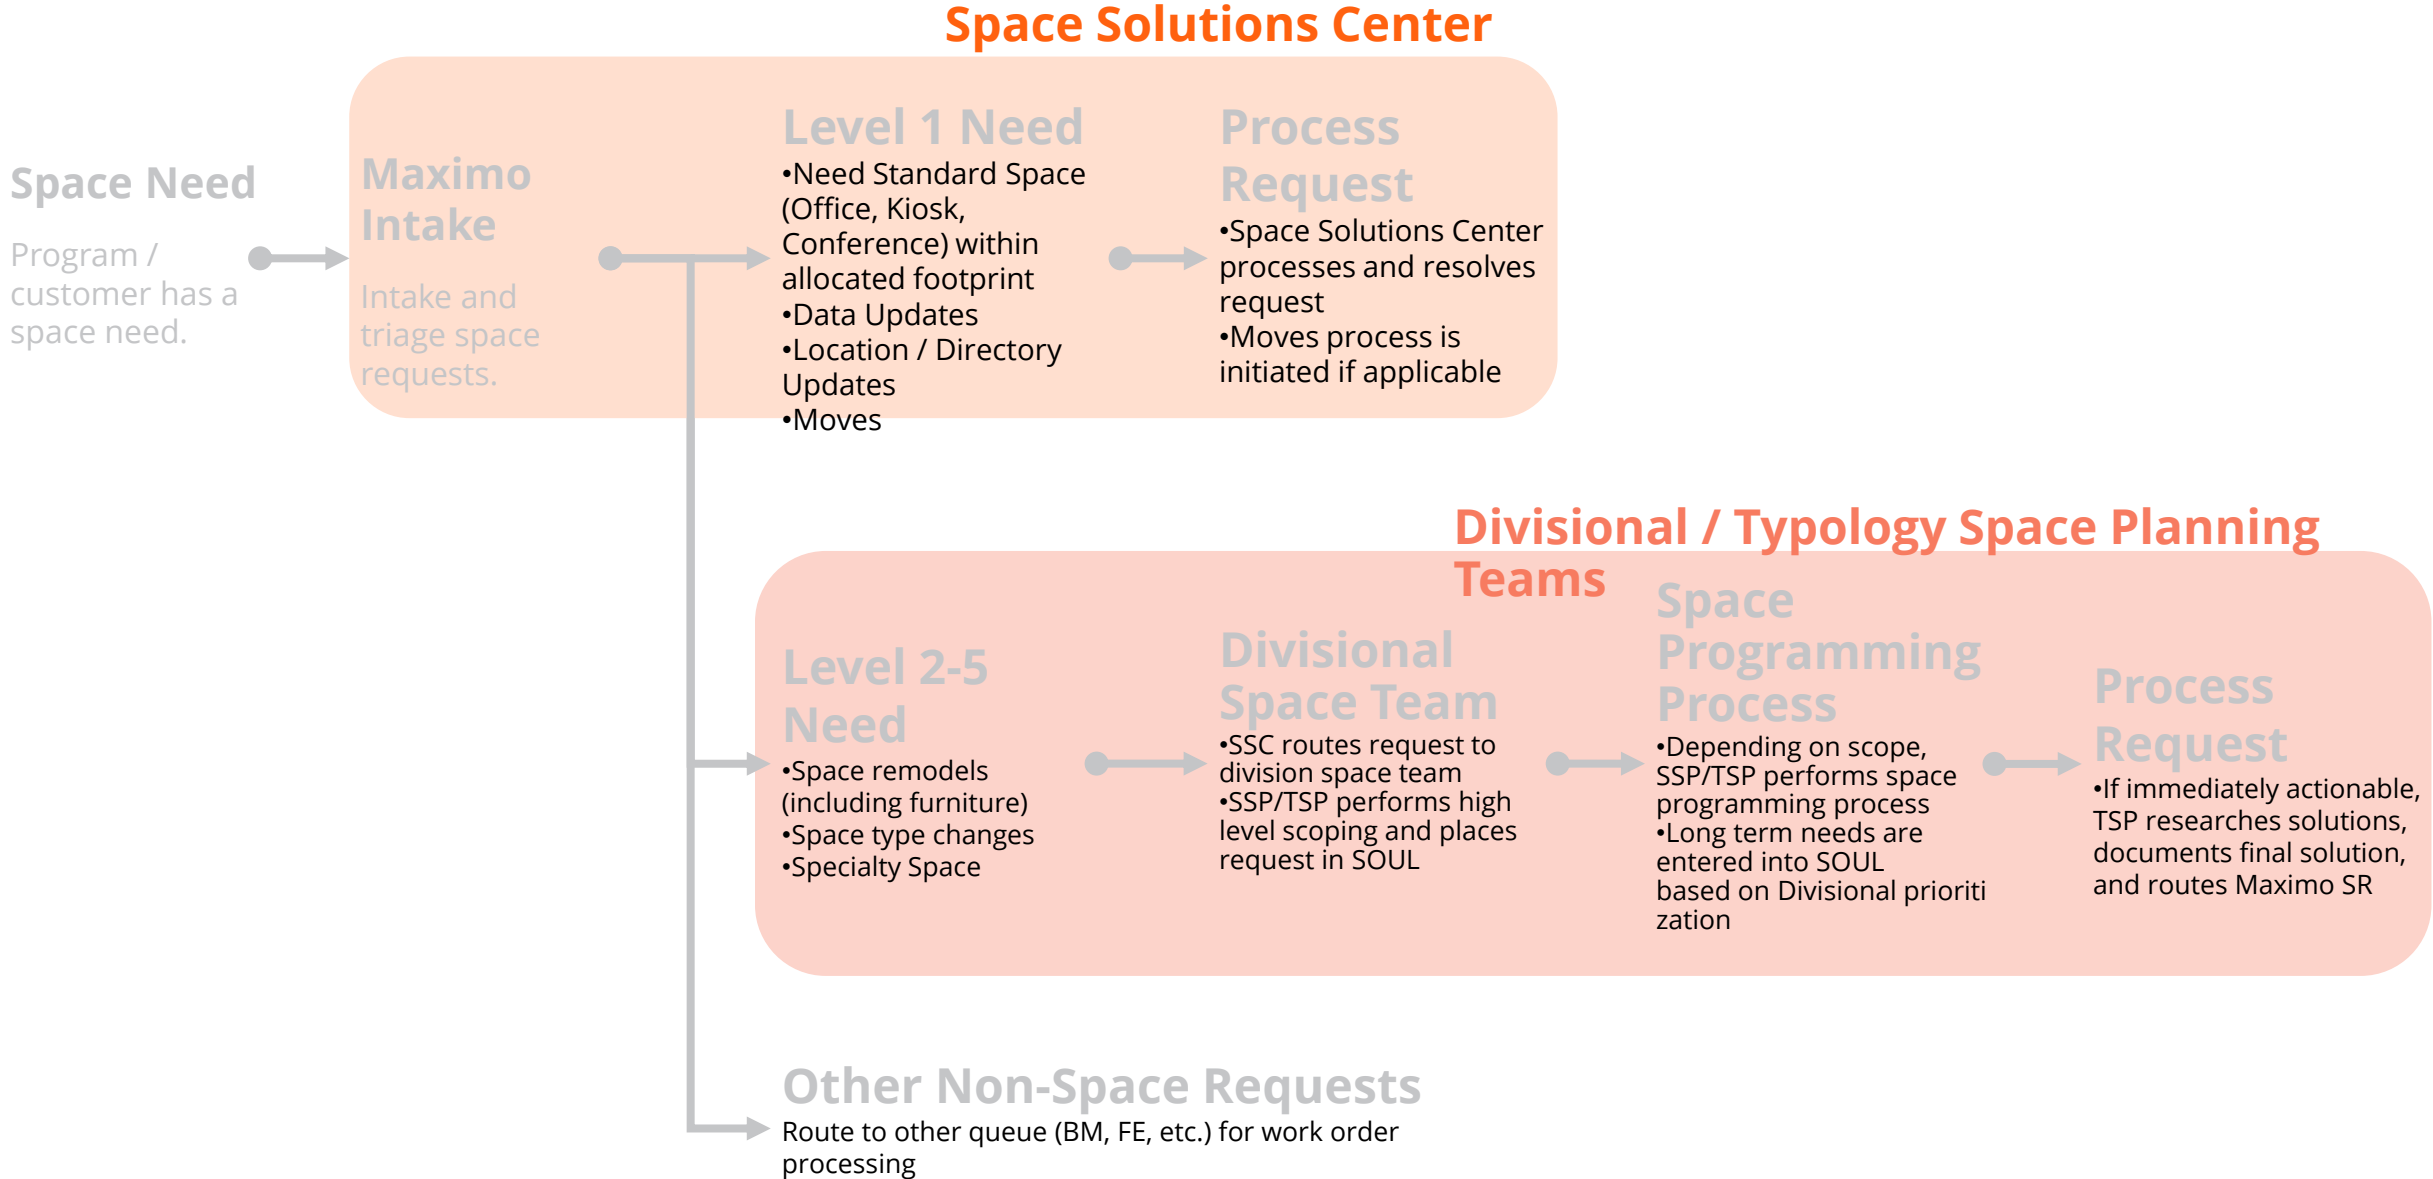 Space Solutions Center
Space Need
Program /
customer has a
space need.
Maximo
Intake
Intake and
triage space
requests.
Level 1 Need
•Need Standard Space
(Office, Kiosk,
Conference) within
allocated footprint
•Data Updates
•Location / Directory
Updates
•Moves
Process
Request
•Space Solutions Center
processes and resolves
request
•Moves process is
initiated if applicable
Divisional / Typology Space Planning
Teams
Level 2-5
Need
•Space remodels
(including furniture)
•Space type changes
•Specialty Space
Divisional
Space Team
•SSC routes request to
division space team
•SSP/TSP performs high
level scoping and places
request in SOUL
Space
Programming
Process
•Depending on scope,
SSP/TSP performs space
programming process
•Long term needs are
entered into SOUL
based on Divisional prioriti
zation
Process
Request
•If immediately actionable,
TSP researches solutions,
documents final solution,
and routes Maximo SR
Other Non-Space Requests
Route to other queue (BM, FE, etc.) for work order
processing